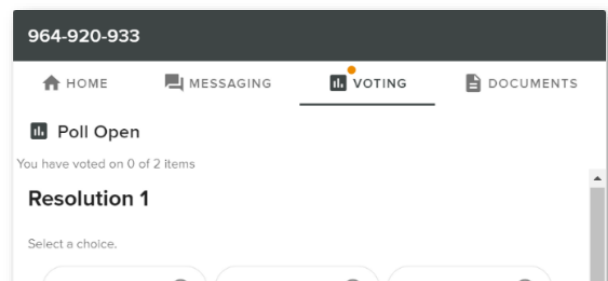 964-920-933
HOME MESSAGING VOTING DOCUMENTS
Poll Open
You have voted on 0 of 2 items
Resolution 1
Select a choice.